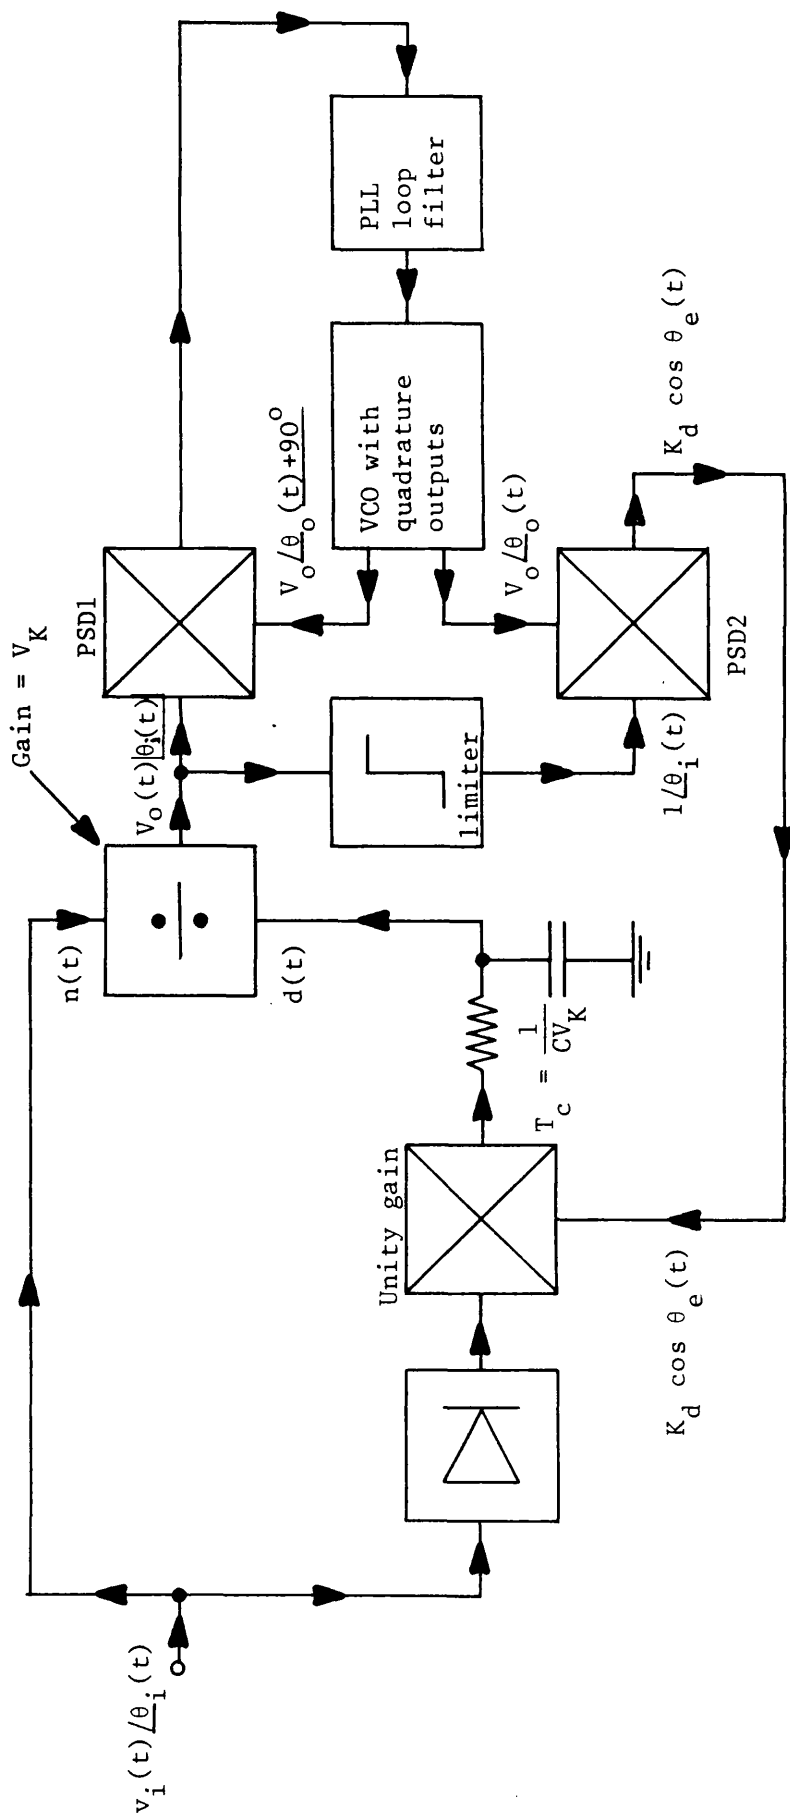 Gain = V_K
n(t)
d(t)
V_o(t)/θ_i(t)
PSD1
V_o/θ_o(t)+90°
PLL
loop
filter
VCO with
quadrature
outputs
V_o/θ_o(t)
limiter
1/θ_i(t)
PSD2
K_d cos θ_e(t)
v_i(t)/θ_i(t)
Unity gain
T_c = 1/CV_K
K_d cos θ_e(t)